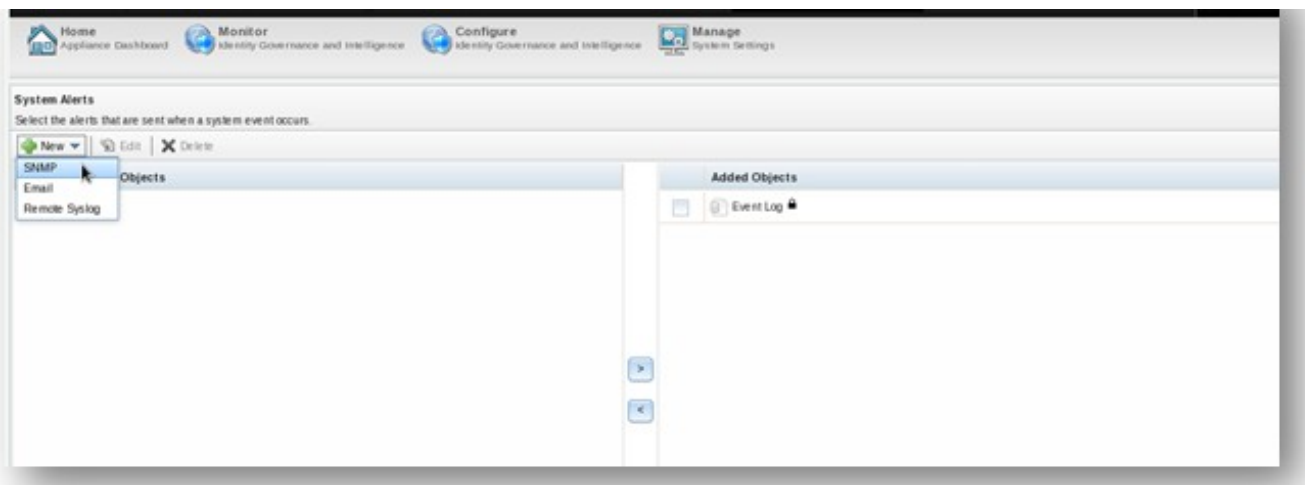 Home
Appliance Dashboard
Monitor
Identity Governance and Intelligence
Configure
Identity Governance and Intelligence
Manage
System Settings
System Alerts
Select the alerts that are sent when a system event occurs.
New Edit Delete
SNMP
Email
Remote Syslog
Objects
Added Objects
Event Log
>
<